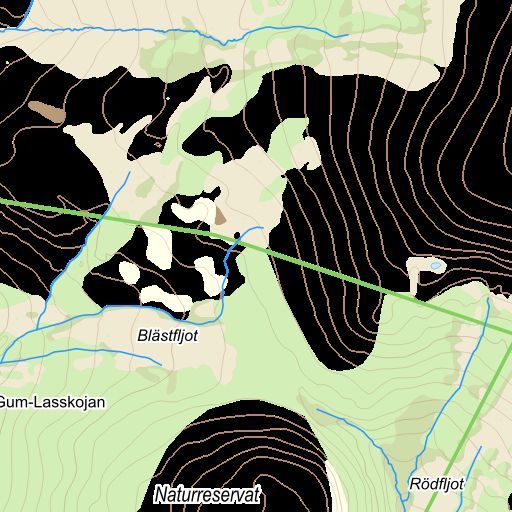 Blästfljot
Gum-Lasskojan
Rödfljot
Naturreservat